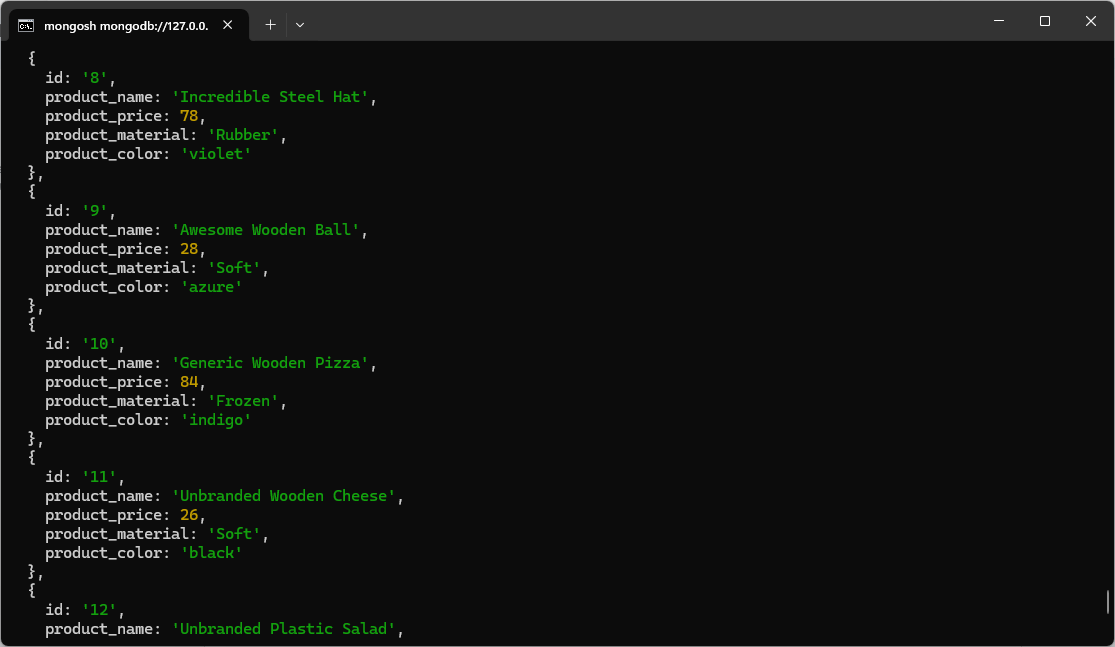 mongosh mongodb://127.0.0.
{
id: '8',
product_name: 'Incredible Steel Hat',
product_price: 78,
product_material: 'Rubber',
product_color: 'violet'
},
{
id: '9',
product_name: 'Awesome Wooden Ball',
product_price: 28,
product_material: 'Soft',
product_color: 'azure'
},
{
id: '10',
product_name: 'Generic Wooden Pizza',
product_price: 84,
product_material: 'Frozen',
product_color: 'indigo'
},
{
id: '11',
product_name: 'Unbranded Wooden Cheese',
product_price: 26,
product_material: 'Soft',
product_color: 'black'
},
{
id: '12',
product_name: 'Unbranded Plastic Salad',